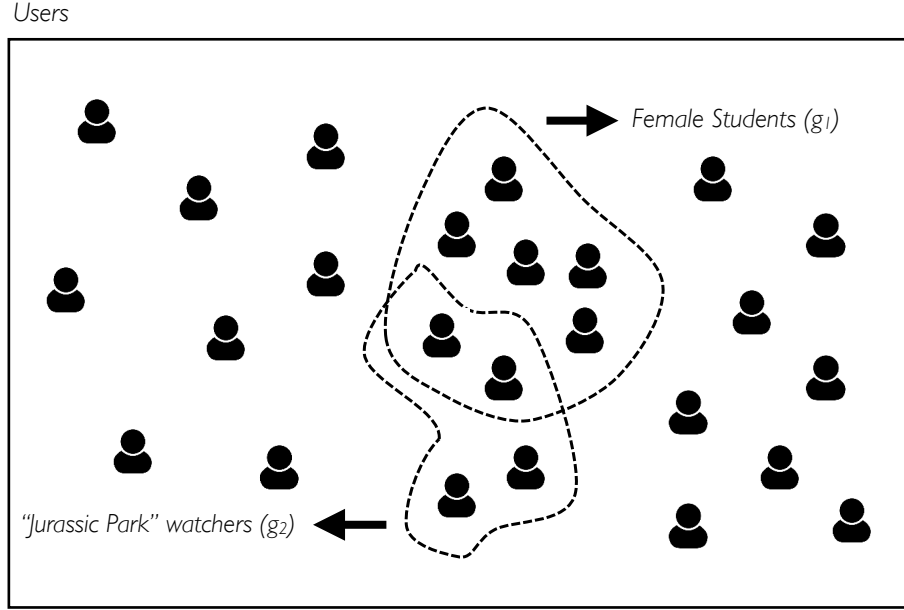 Users
Female Students (g1)
“Jurassic Park” watchers (g2)